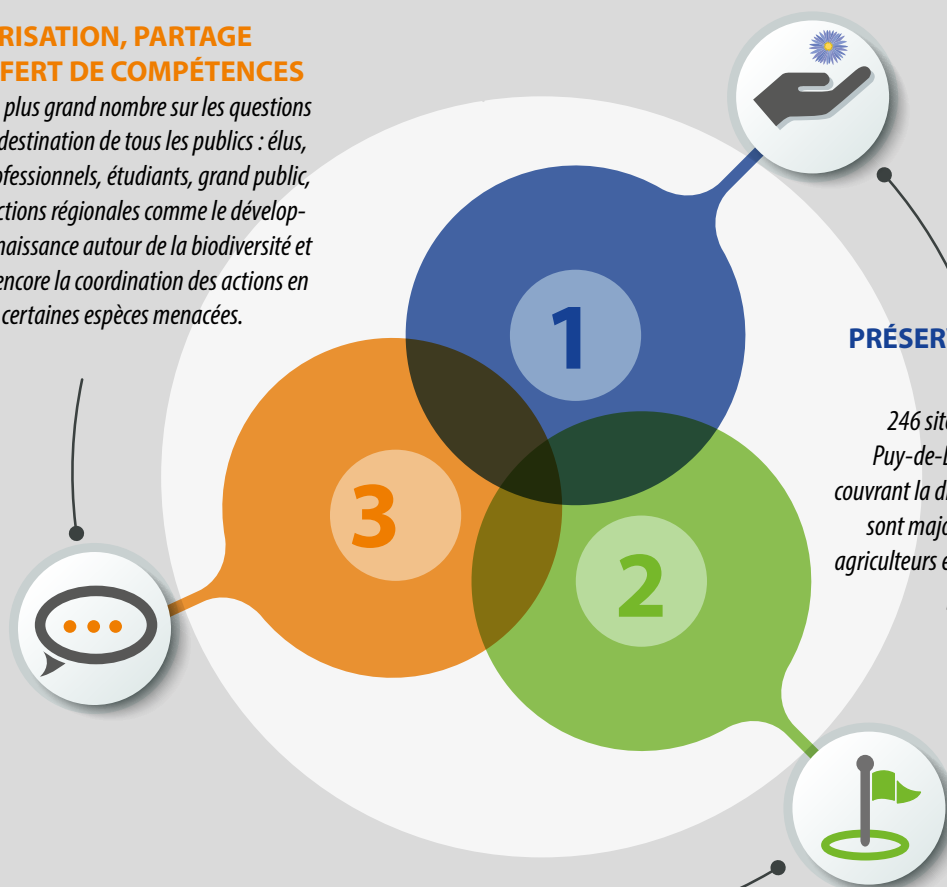 RISATION, PARTAGE
FERT DE COMPÉTENCES
plus grand nombre sur les questions
destination de tous les publics : élus,
ofessionnels, étudiants, grand public,
ctions régionales comme le dévelop-
naissance autour de la biodiversité et
encore la coordination des actions en
certaines espèces menacées.
1
3
2
PRÉSER
246 site
Puy-de-
couvrant la d
sont majo
agriculteurs e